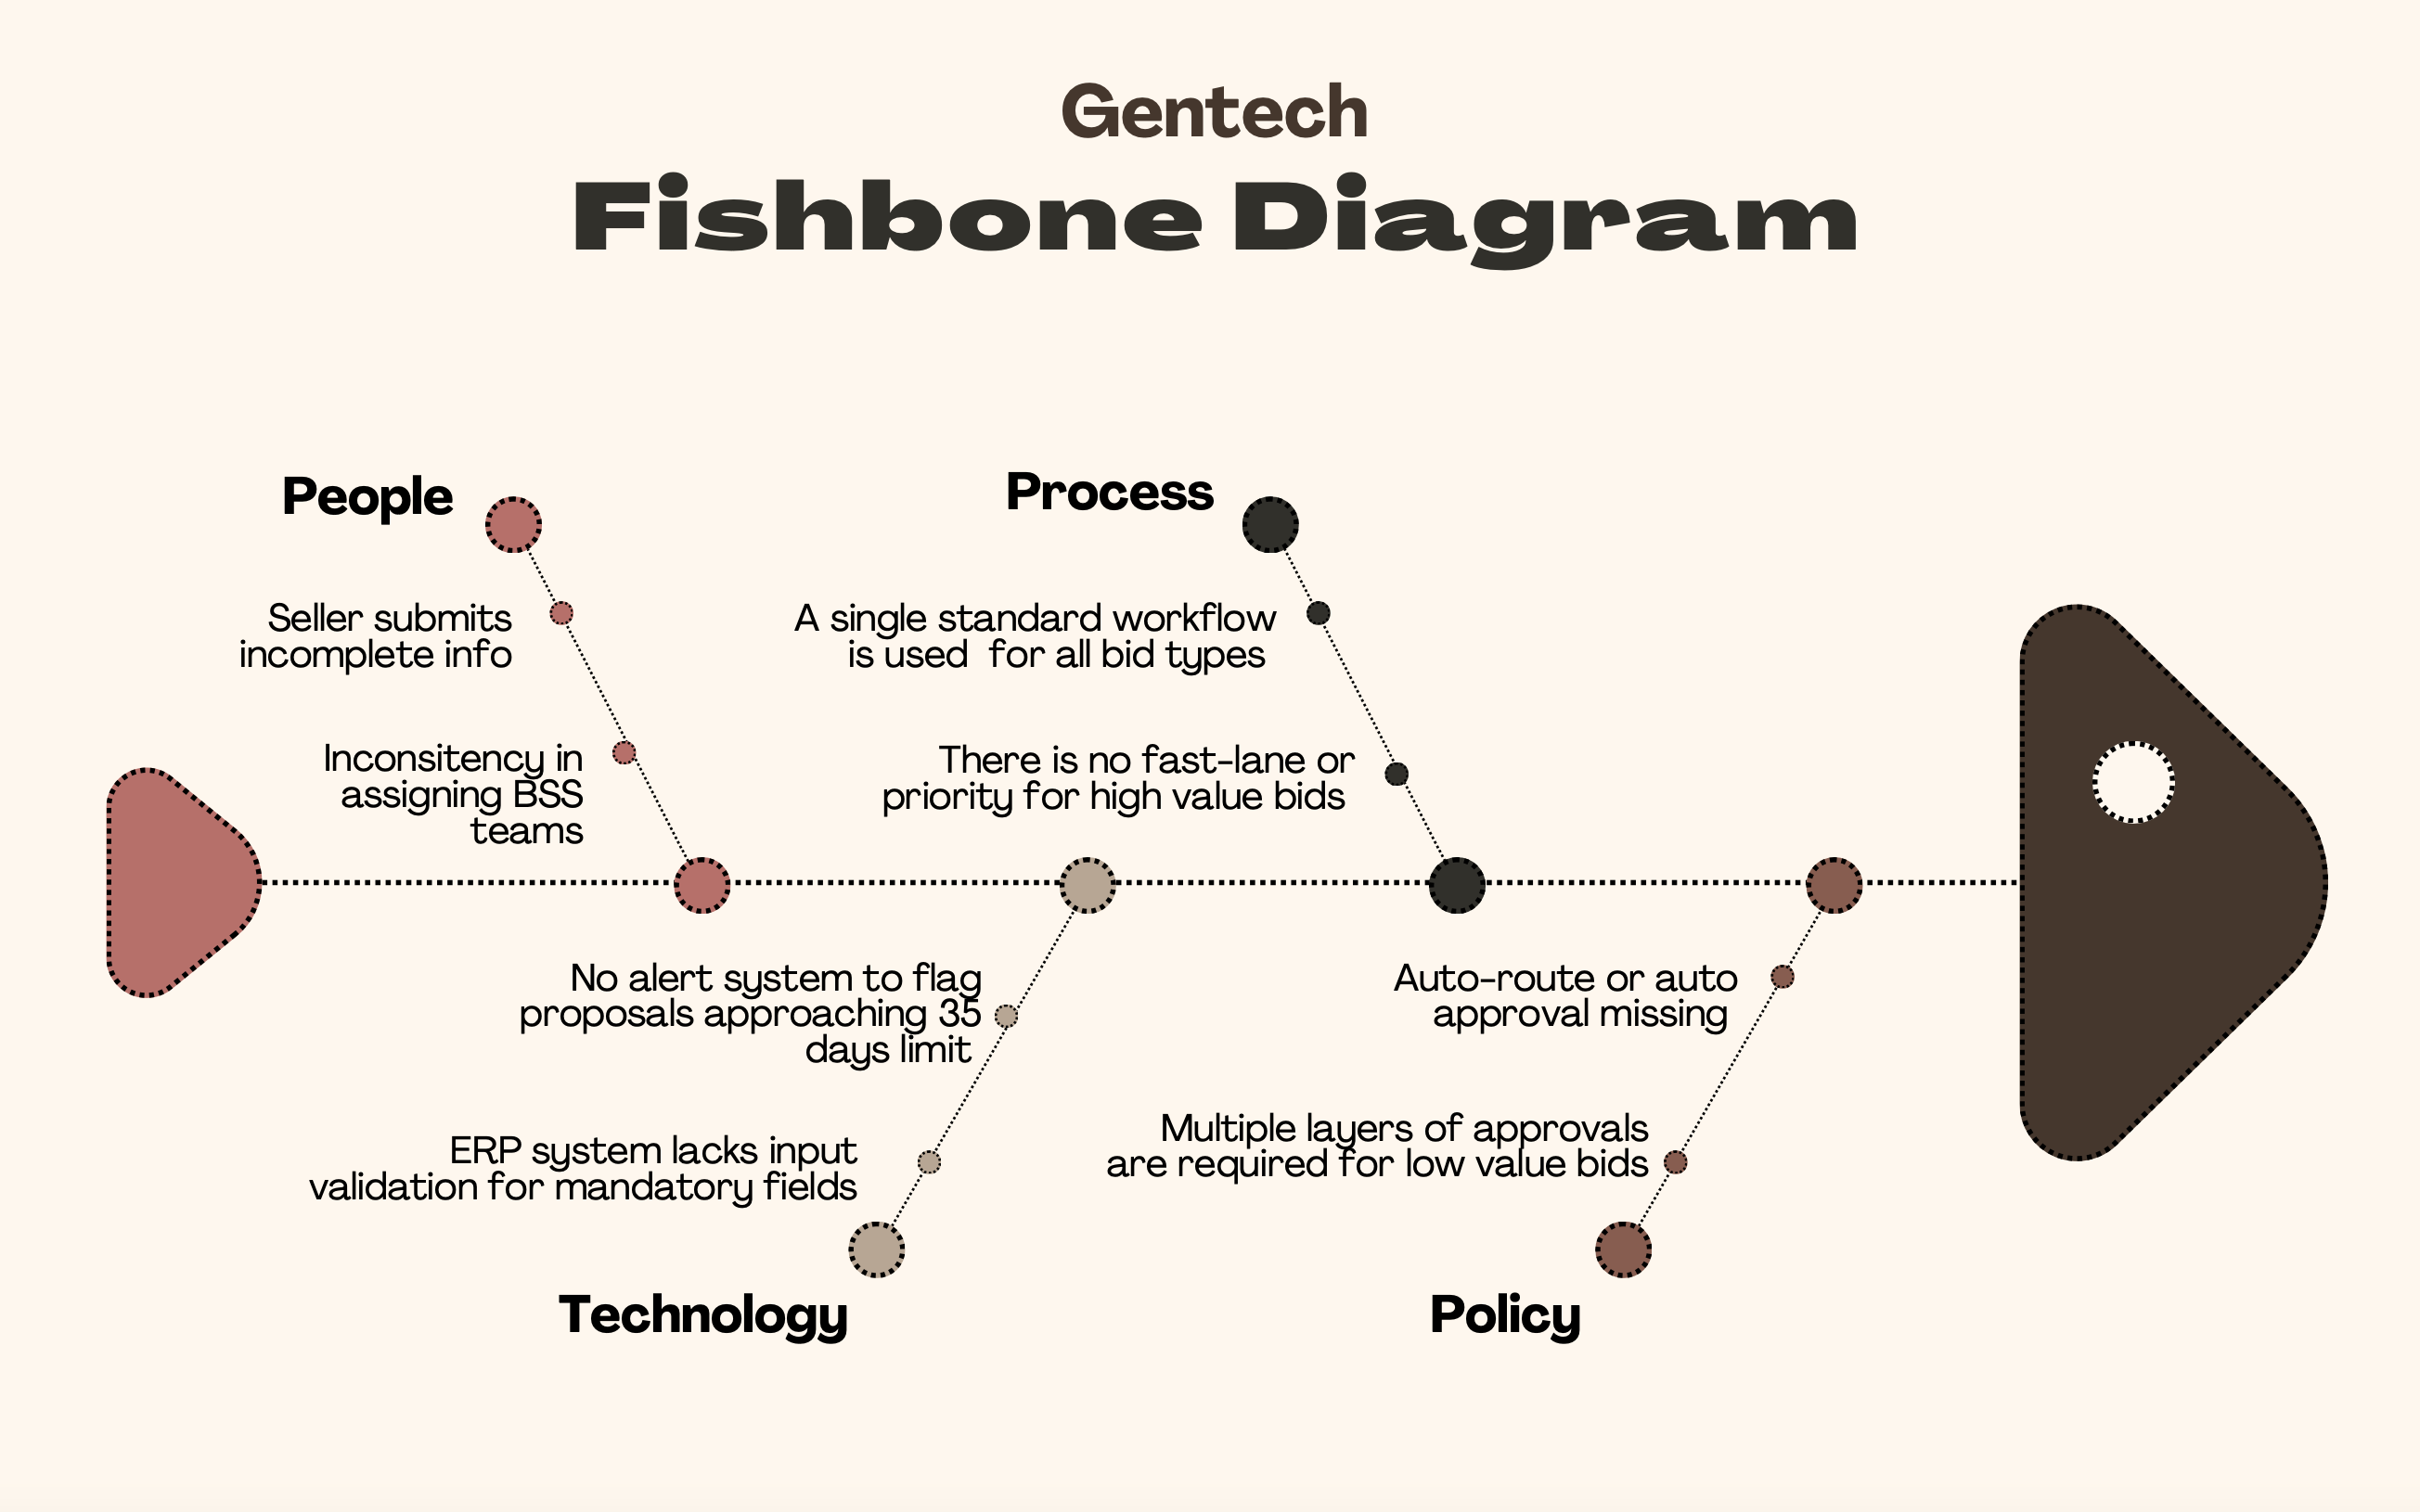 Gentech
Fishbone Diagram
People
Seller submits
incomplete info
Inconsitency in
assigning BSS
teams
Process
A single standard workflow
is used  for all bid types
There is no fast-lane or
priority for high value bids
No alert system to flag
proposals approaching 35
days limit
ERP system lacks input
validation for mandatory fields
Technology
Auto-route or auto
approval missing
Multiple layers of approvals
are required for low value bids
Policy